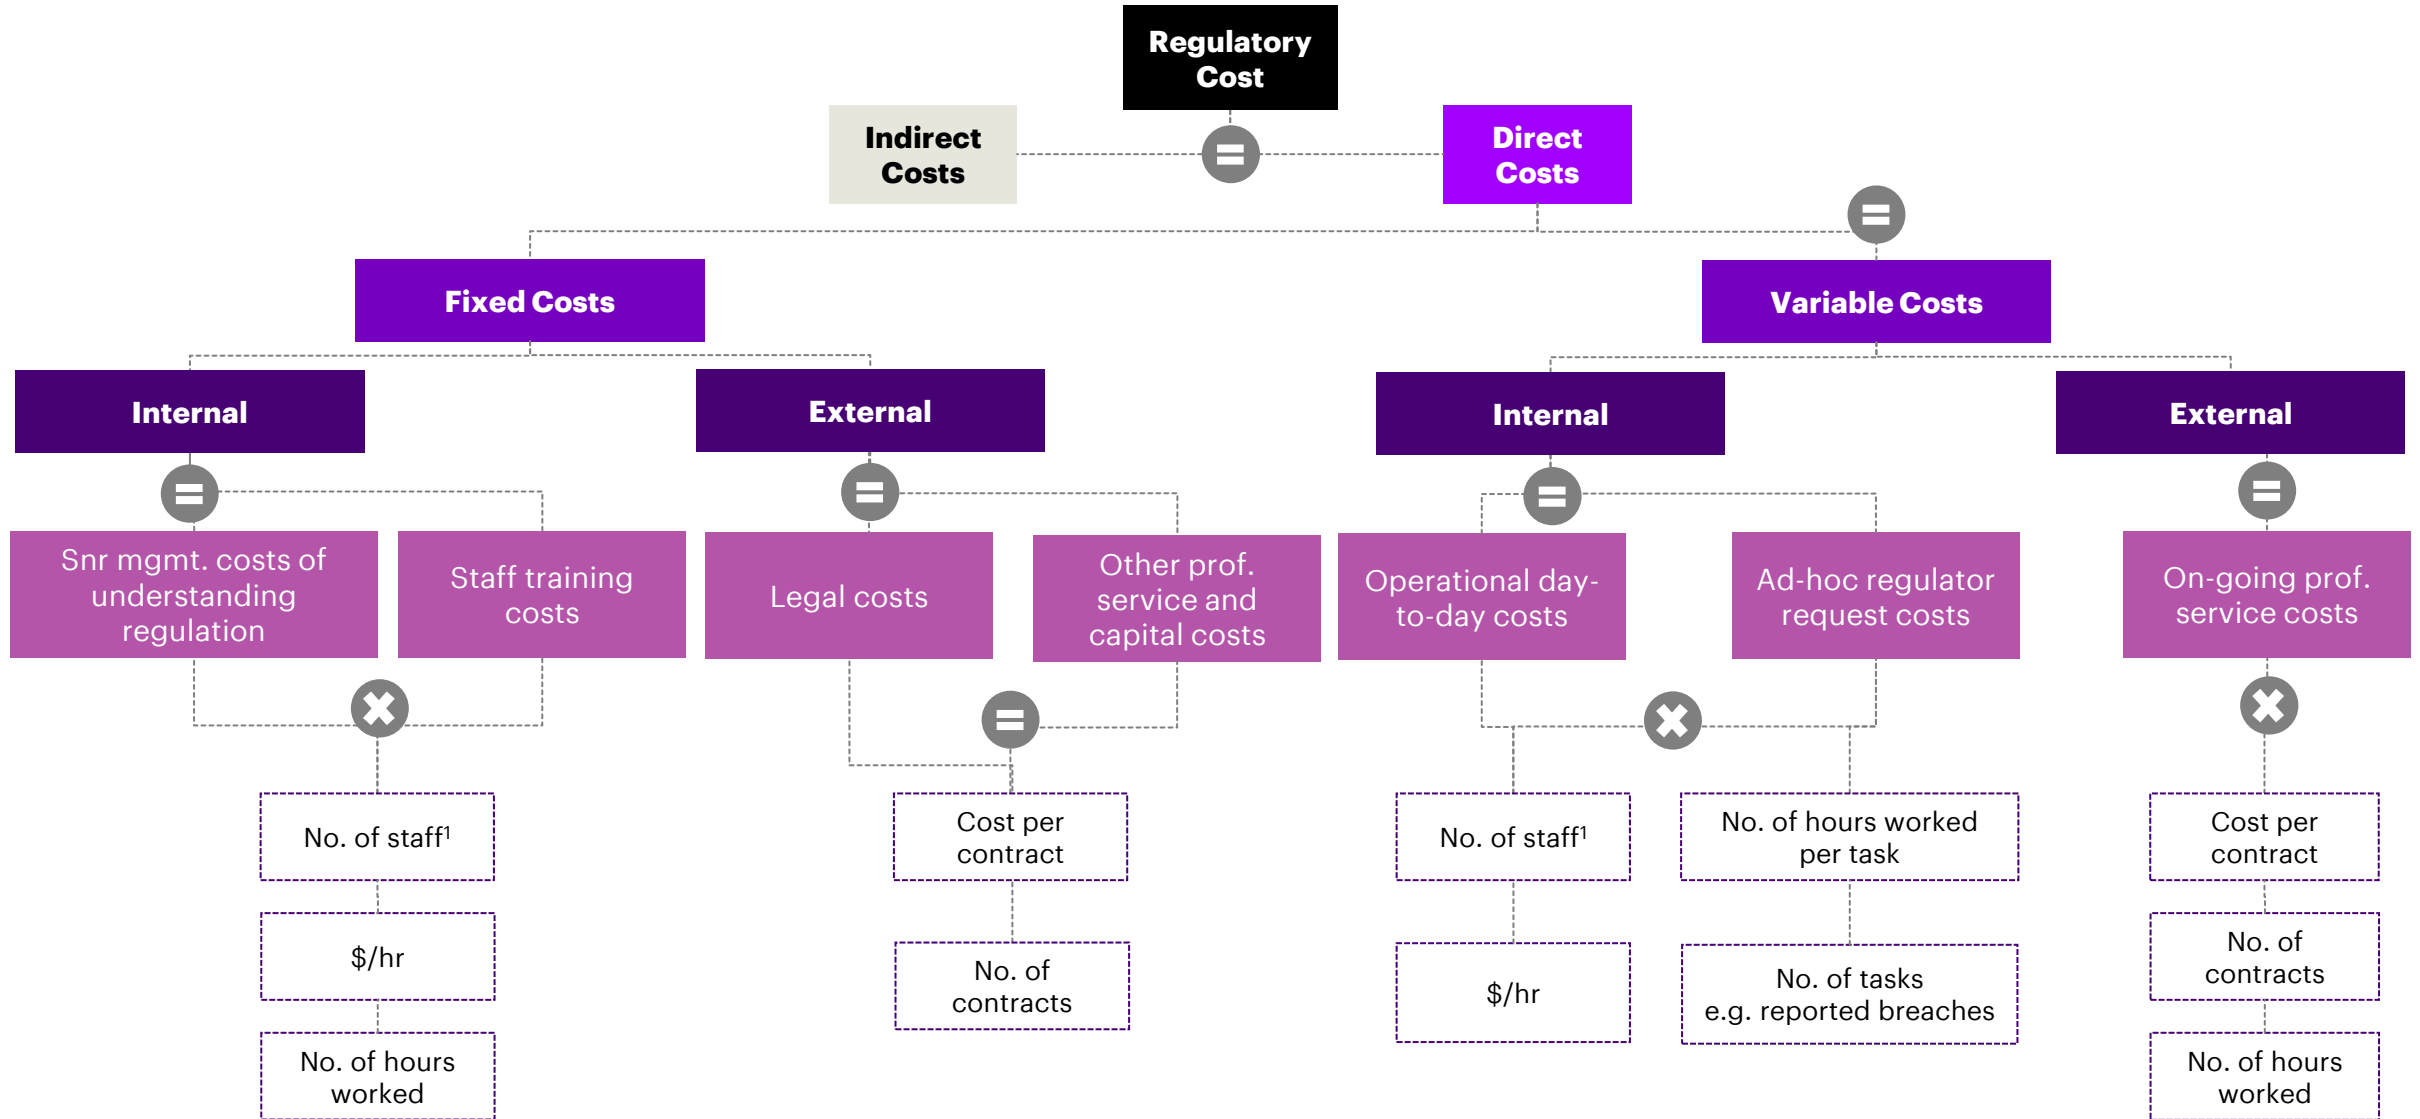 Regulatory
Cost
Indirect
Costs
Direct
Costs
Fixed Costs
Variable Costs
Internal
External
Internal
External
Snr mgmt. costs of
understanding
regulation
Staff training
costs
Legal costs
Other prof.
service and
capital costs
Operational day-
to-day costs
Ad-hoc regulator
request costs
On-going prof.
service costs
No. of staff¹
$/hr
No. of hours
worked
Cost per
contract
No. of
contracts
No. of staff¹
$/hr
No. of hours worked
per task
No. of tasks
e.g. reported breaches
Cost per
contract
No. of
contracts
No. of hours
worked